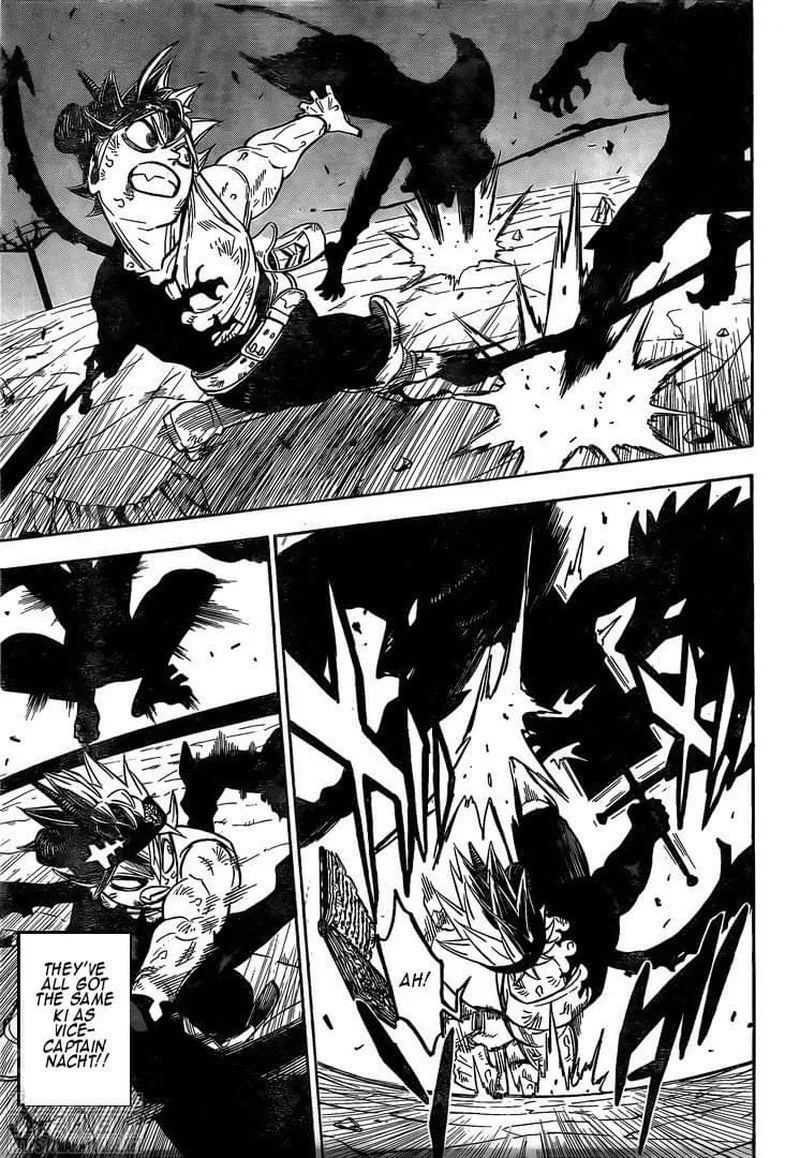 AH!
THEY'VE
ALL GOT
THE SAME
KI AS
VICE-
CAPTAIN
NACHT!!